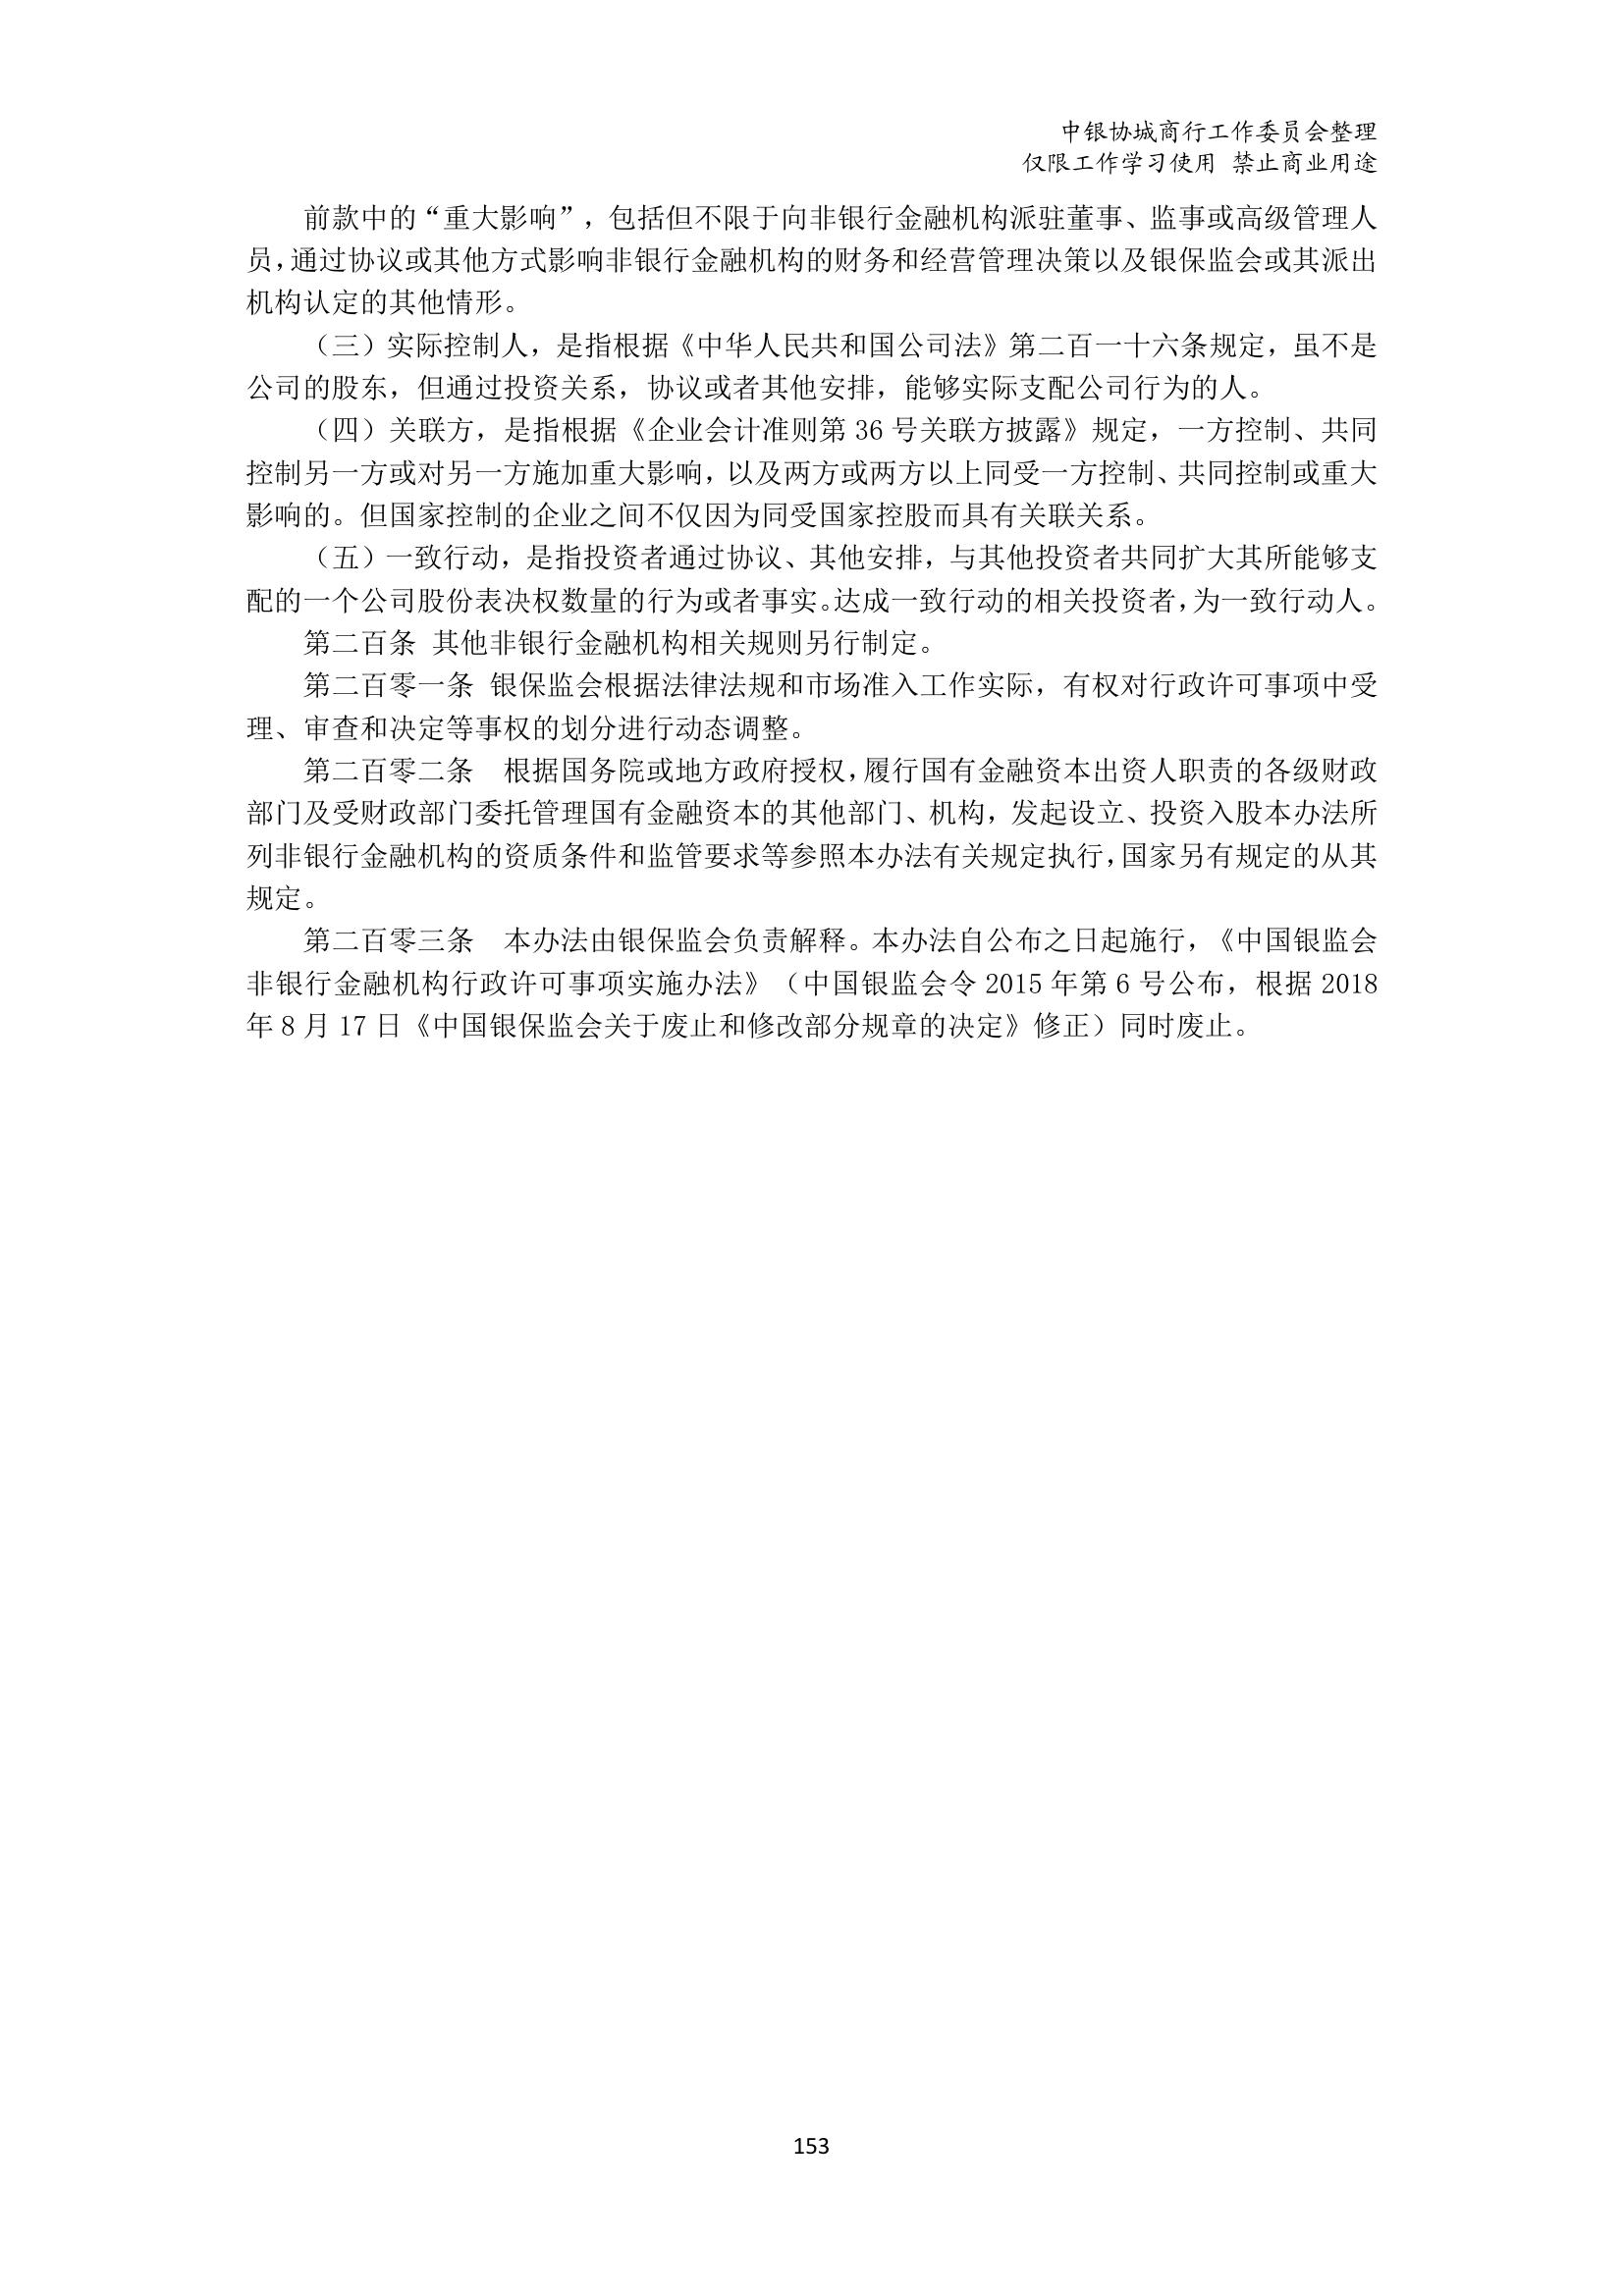 中银协城商行工作委员会整理
仅限工作学习使用 禁止商业用途
前款中的“重大影响”，包括但不限于向非银行金融机构派驻董事、监事或高级管理人
员，通过协议或其他方式影响非银行金融机构的财务和经营管理决策以及银保监会或其派出
机构认定的其他情形。
（三）实际控制人，是指根据《中华人民共和国公司法》第二百一十六条规定，虽不是
公司的股东，但通过投资关系，协议或者其他安排，能够实际支配公司行为的人。
（四）关联方，是指根据《企业会计准则第 36 号关联方披露》规定，一方控制、共同
控制另一方或对另一方施加重大影响，以及两方或两方以上同受一方控制、共同控制或重大
影响的。但国家控制的企业之间不仅因为同受国家控股而具有关联关系。
（五）一致行动，是指投资者通过协议、其他安排，与其他投资者共同扩大其所能够支
配的一个公司股份表决权数量的行为或者事实。达成一致行动的相关投资者，为一致行动人。
第二百条 其他非银行金融机构相关规则另行制定。
第二百零一条 银保监会根据法律法规和市场准入工作实际，有权对行政许可事项中受
理、审查和决定等事权的划分进行动态调整。
第二百零二条　根据国务院或地方政府授权，履行国有金融资本出资人职责的各级财政
部门及受财政部门委托管理国有金融资本的其他部门、机构，发起设立、投资入股本办法所
列非银行金融机构的资质条件和监管要求等参照本办法有关规定执行，国家另有规定的从其
规定。
第二百零三条　本办法由银保监会负责解释。本办法自公布之日起施行，《中国银监会
非银行金融机构行政许可事项实施办法》（中国银监会令 2015 年第 6 号公布，根据 2018
年 8 月 17 日《中国银保监会关于废止和修改部分规章的决定》修正）同时废止。
153